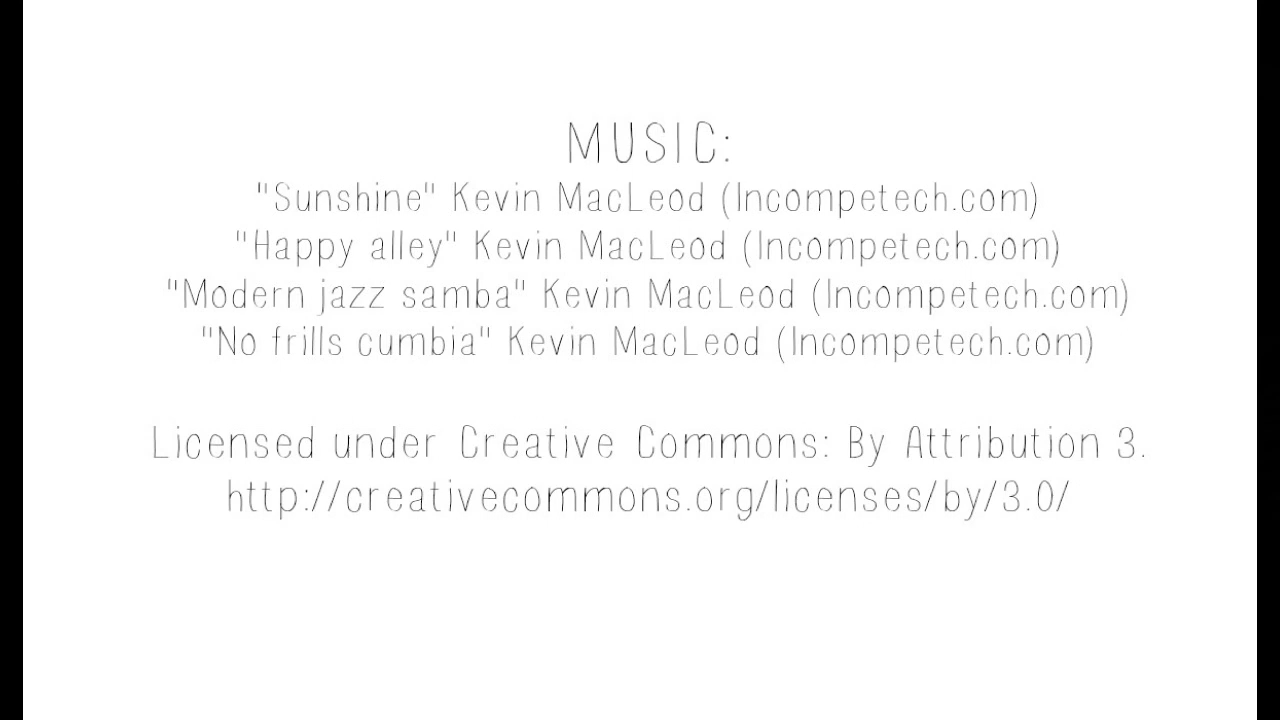 MUSIC:
"Sunshine" Kevin MacLeod (Incompetech.com)
"Happy alley" Kevin MacLeod (Incompetech.com)
"Modern jazz samba" Kevin MacLeod (Incompetech.com)
"No frills cumbia" Kevin MacLeod (Incompetech.com)
Licensed under Creative Commons: By Attribution 3.
http://creativecommons.org/licenses/by/3.0/